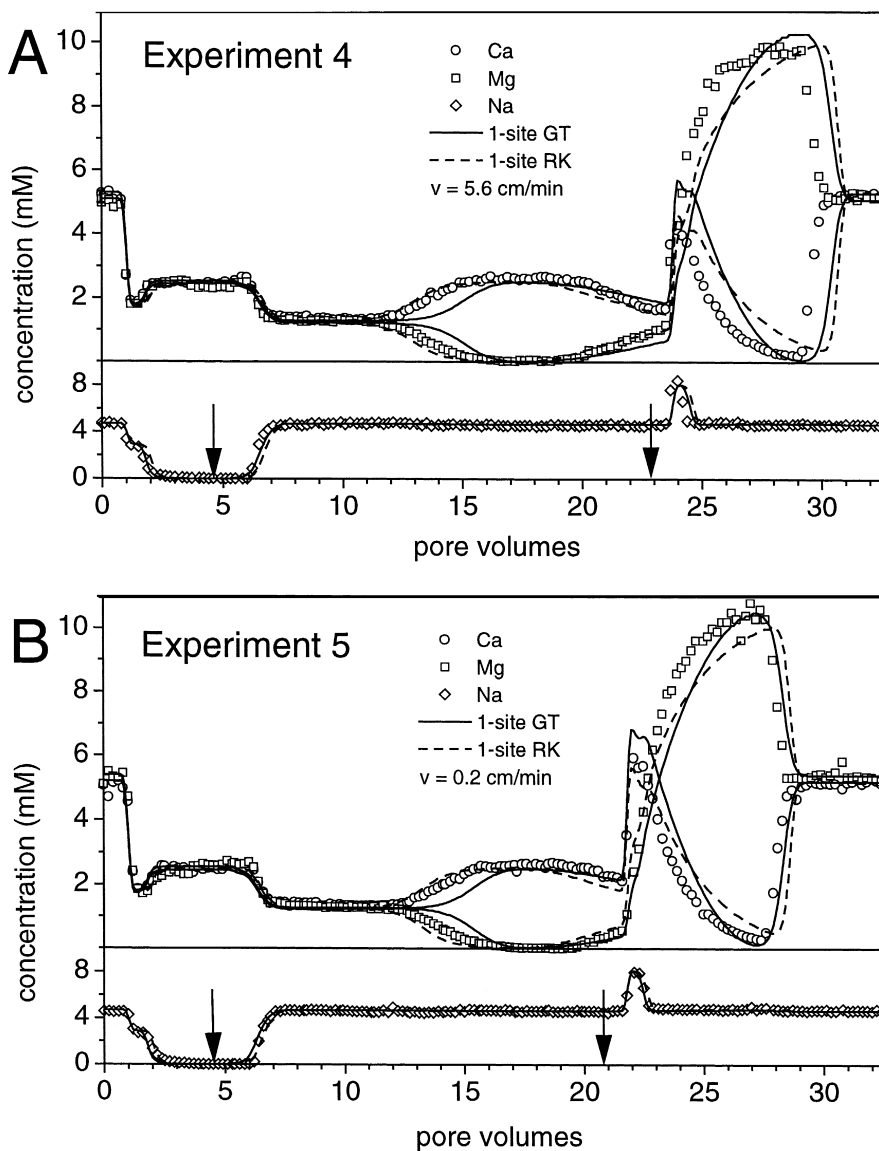 A
Experiment 4
Ca
Mg
Na
1-site GT
1-site RK
v = 5.6 cm/min
concentration (mM)
10
8
6
4
2
8
4
0
0 5 10 15 20 25 30
pore volumes
B
Experiment 5
Ca
Mg
Na
1-site GT
1-site RK
v = 0.2 cm/min
concentration (mM)
10
8
6
4
2
8
4
0
0 5 10 15 20 25 30
pore volumes